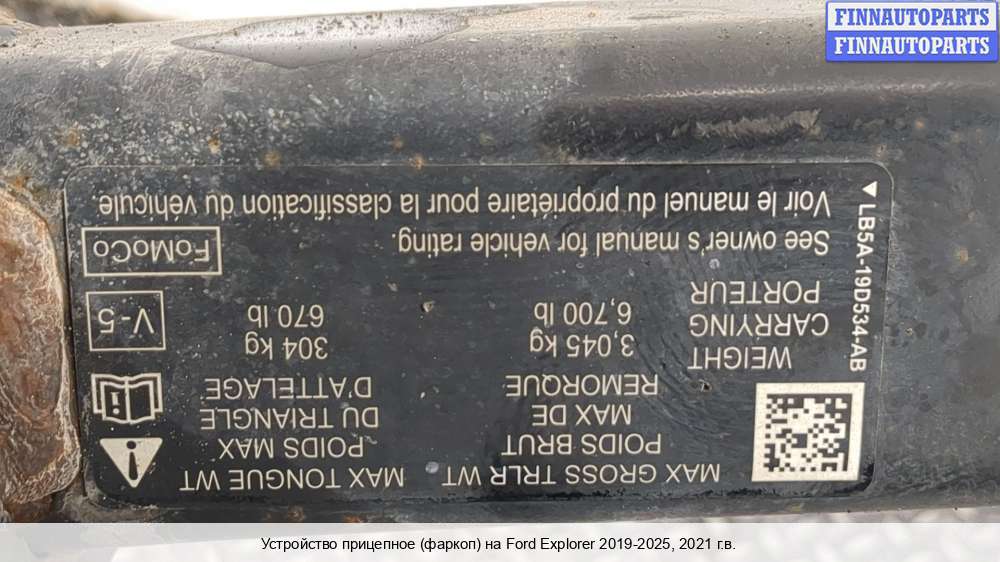 FINNAUTOPARTS
FINNAUTOPARTS
MAX GROSS TRLR WT
POIDS BRUT
MAX DE
REMORQUE
MAX TONGUE WT
POIDS MAX
DU TRIANGLE
D'ATTELAGE
WEIGHT
CARRYING
PORTEUR
3,045 kg
6,700 lb
304 kg
670 lb
V-5
See owner's manual for vehicle rating.
Voir le manuel du propriétaire pour la classification du véhicule.
FoMoCo
LB5A-19D534-AB
Устройство прицепное (фаркоп) на Ford Explorer 2019-2025, 2021 г.в.